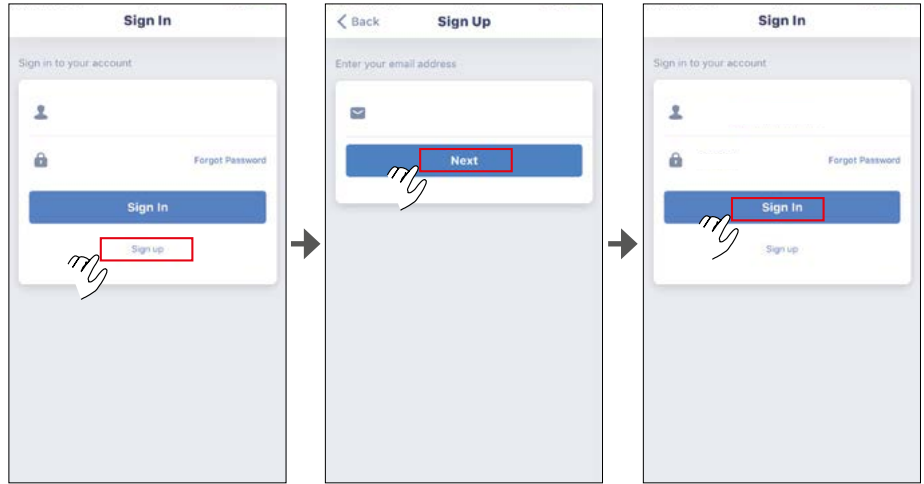 Sign In
Sign in to your account
Forgot Password
Sign In
Sign up
Back Sign Up
Enter your email address
Next
Sign In
Sign in to your account
Forgot Password
Sign In
Sign up